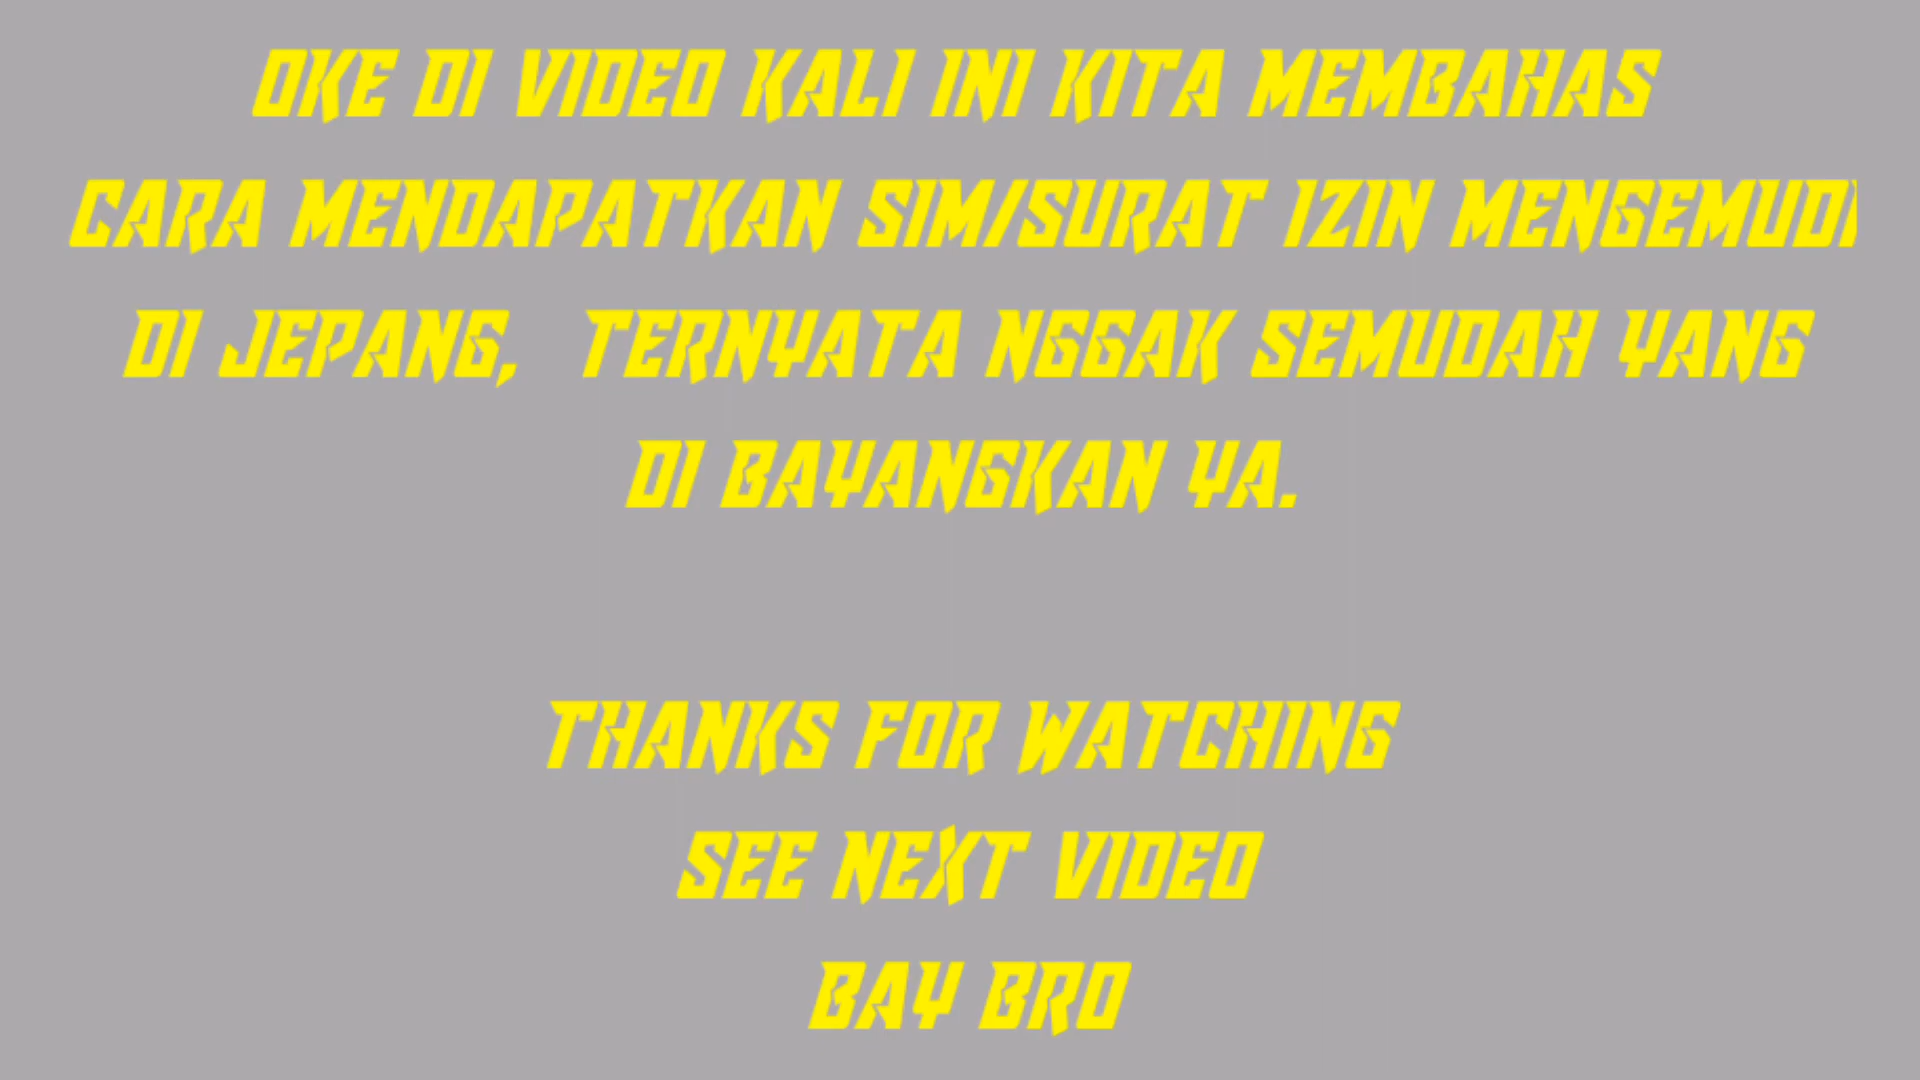 OKE DI VIDEO KALI INI KITA MEMBAHAS
CARA MENDAPATKAN SIM/SURAT IZIN MENGEMUDI
DI JEPANG, TERNYATA NGGAK SEMUDAH YANG
DI BAYANGKAN YA.
THANKS FOR WATCHING
SEE NEXT VIDEO
BAY BRO